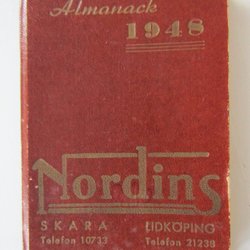 Almanack
1948
Nordins
SKARA LIDKÖPING
Telefon 10733 Telefon 21238